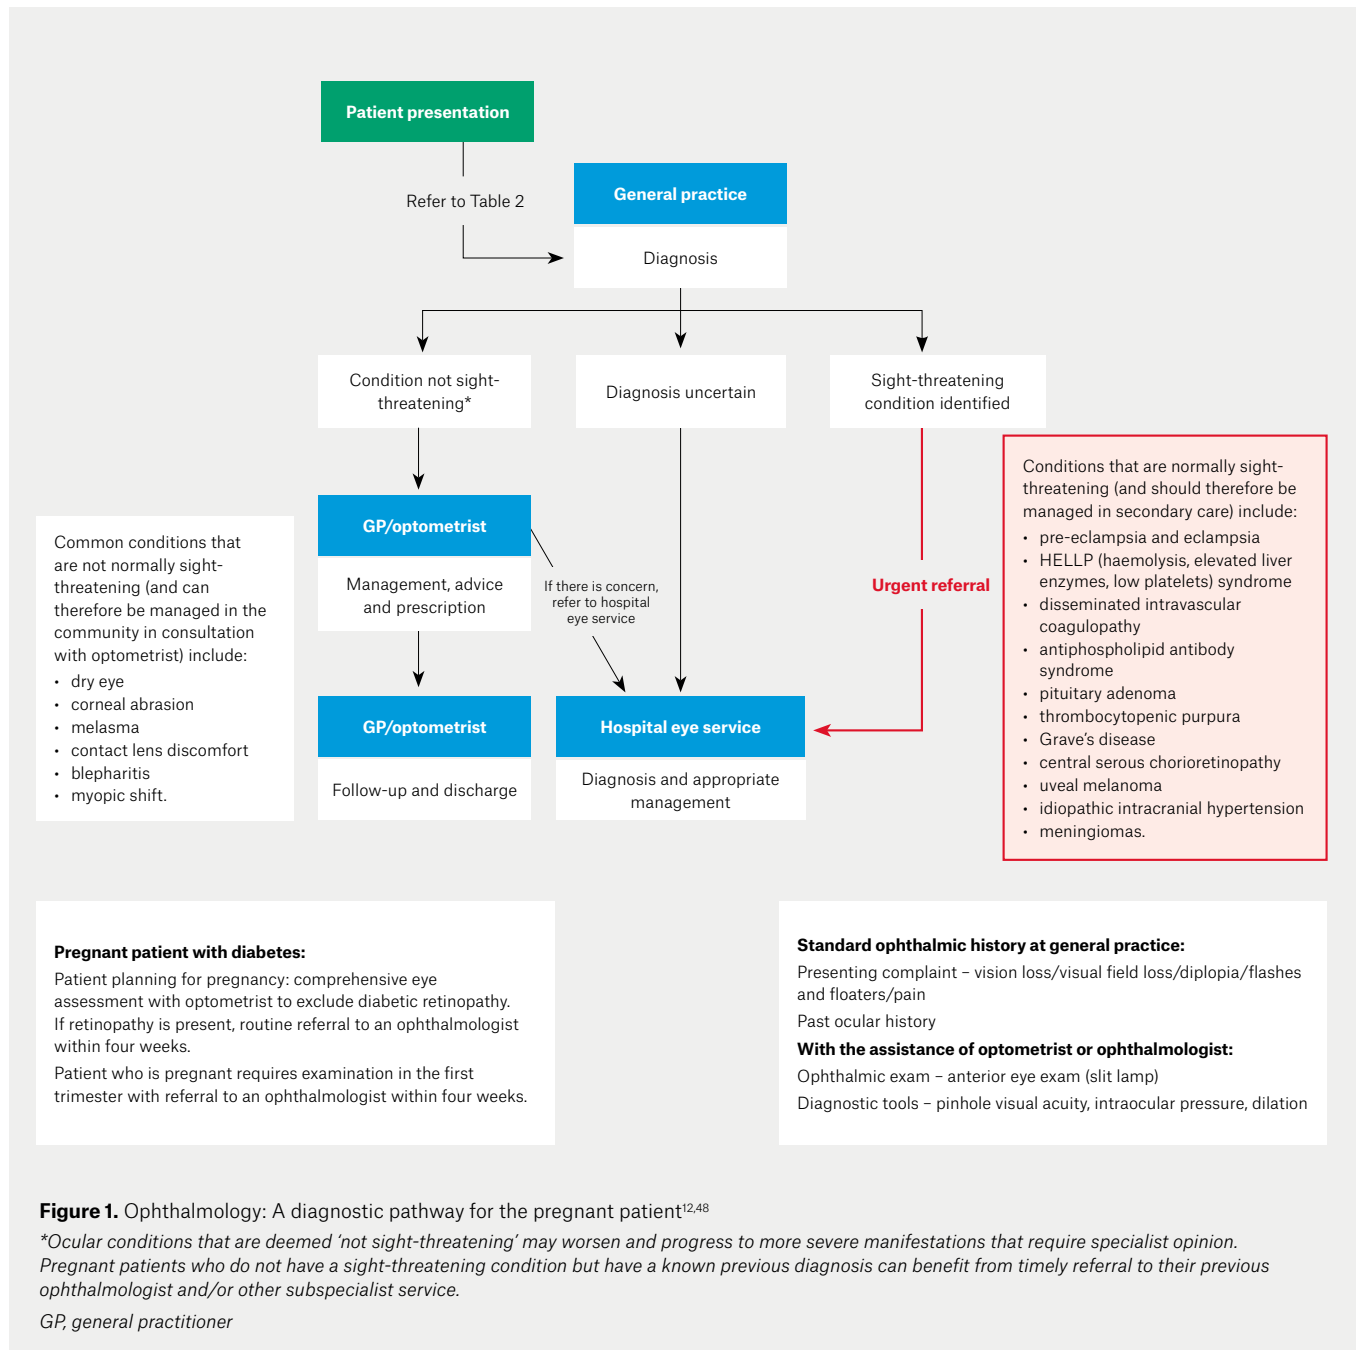 Patient presentation
Refer to Table 2
General practice
Diagnosis
Condition not sight-
threatening*
Diagnosis uncertain
Sight-threatening
condition identified
GP/optometrist
Management, advice
and prescription
If there is concern,
refer to hospital
eye service
Urgent referral
GP/optometrist
Follow-up and discharge
Hospital eye service
Diagnosis and appropriate
management
Common conditions that
are not normally sight-
threatening (and can
therefore be managed in the
community in consultation
with optometrist) include:
• dry eye
• corneal abrasion
• melasma
• contact lens discomfort
• blepharitis
• myopic shift.
Conditions that are normally sight-
threatening (and should therefore be
managed in secondary care) include:
• pre-eclampsia and eclampsia
• HELLP (haemolysis, elevated liver
enzymes, low platelets) syndrome
• disseminated intravascular
coagulopathy
• antiphospholipid antibody
syndrome
• pituitary adenoma
• thrombocytopenic purpura
• Grave’s disease
• central serous chorioretinopathy
• uveal melanoma
• idiopathic intracranial hypertension
• meningiomas.
Pregnant patient with diabetes:
Patient planning for pregnancy: comprehensive eye
assessment with optometrist to exclude diabetic retinopathy.
If retinopathy is present, routine referral to an ophthalmologist
within four weeks.
Patient who is pregnant requires examination in the first
trimester with referral to an ophthalmologist within four weeks.
Standard ophthalmic history at general practice:
Presenting complaint – vision loss/visual field loss/diplopia/flashes
and floaters/pain
Past ocular history
With the assistance of optometrist or ophthalmologist:
Ophthalmic exam – anterior eye exam (slit lamp)
Diagnostic tools – pinhole visual acuity, intraocular pressure, dilation
Figure 1. Ophthalmology: A diagnostic pathway for the pregnant patient12,48
*Ocular conditions that are deemed ‘not sight-threatening’ may worsen and progress to more severe manifestations that require specialist opinion.
Pregnant patients who do not have a sight-threatening condition but have a known previous diagnosis can benefit from timely referral to their previous
ophthalmologist and/or other subspecialist service.
GP, general practitioner